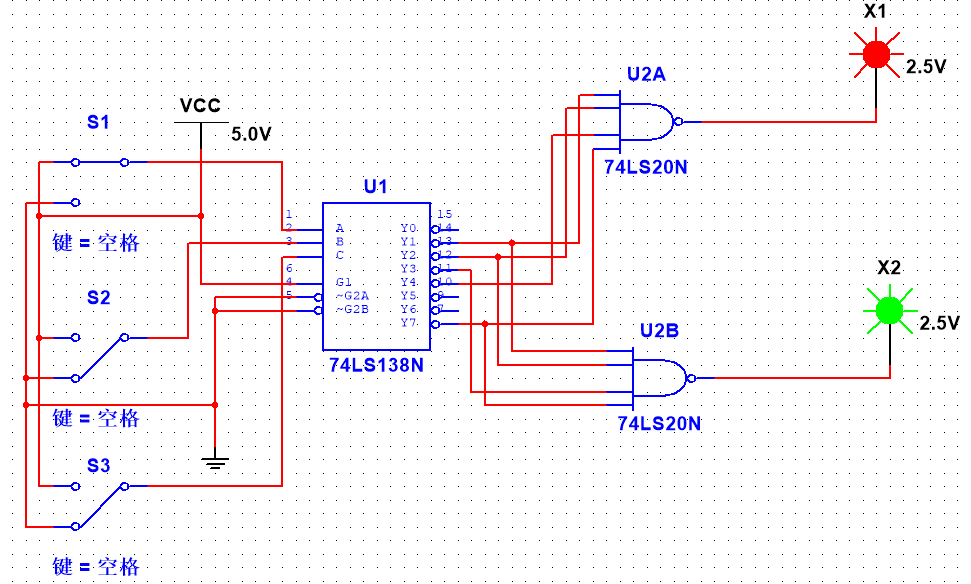 X1
2.5V
U2A
74LS20N
VCC
5.0V
S1
键 = 空格
U1
1 A
2 B
3 C
6 G1
4 ~G2A
5 ~G2B
Y0 15
Y1 14
Y2 13
Y3 12
Y4 11
Y5 10
Y6 9
Y7 7
74LS138N
X2
2.5V
S2
键 = 空格
U2B
74LS20N
S3
键 = 空格